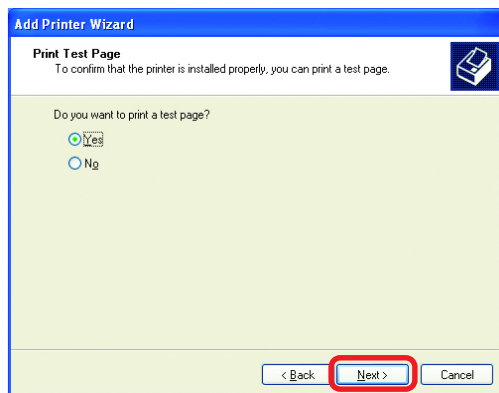 Add Printer Wizard
Print Test Page
To confirm that the printer is installed properly, you can print a test page.
Do you want to print a test page?
Yes
No
< Back
Next >
Cancel